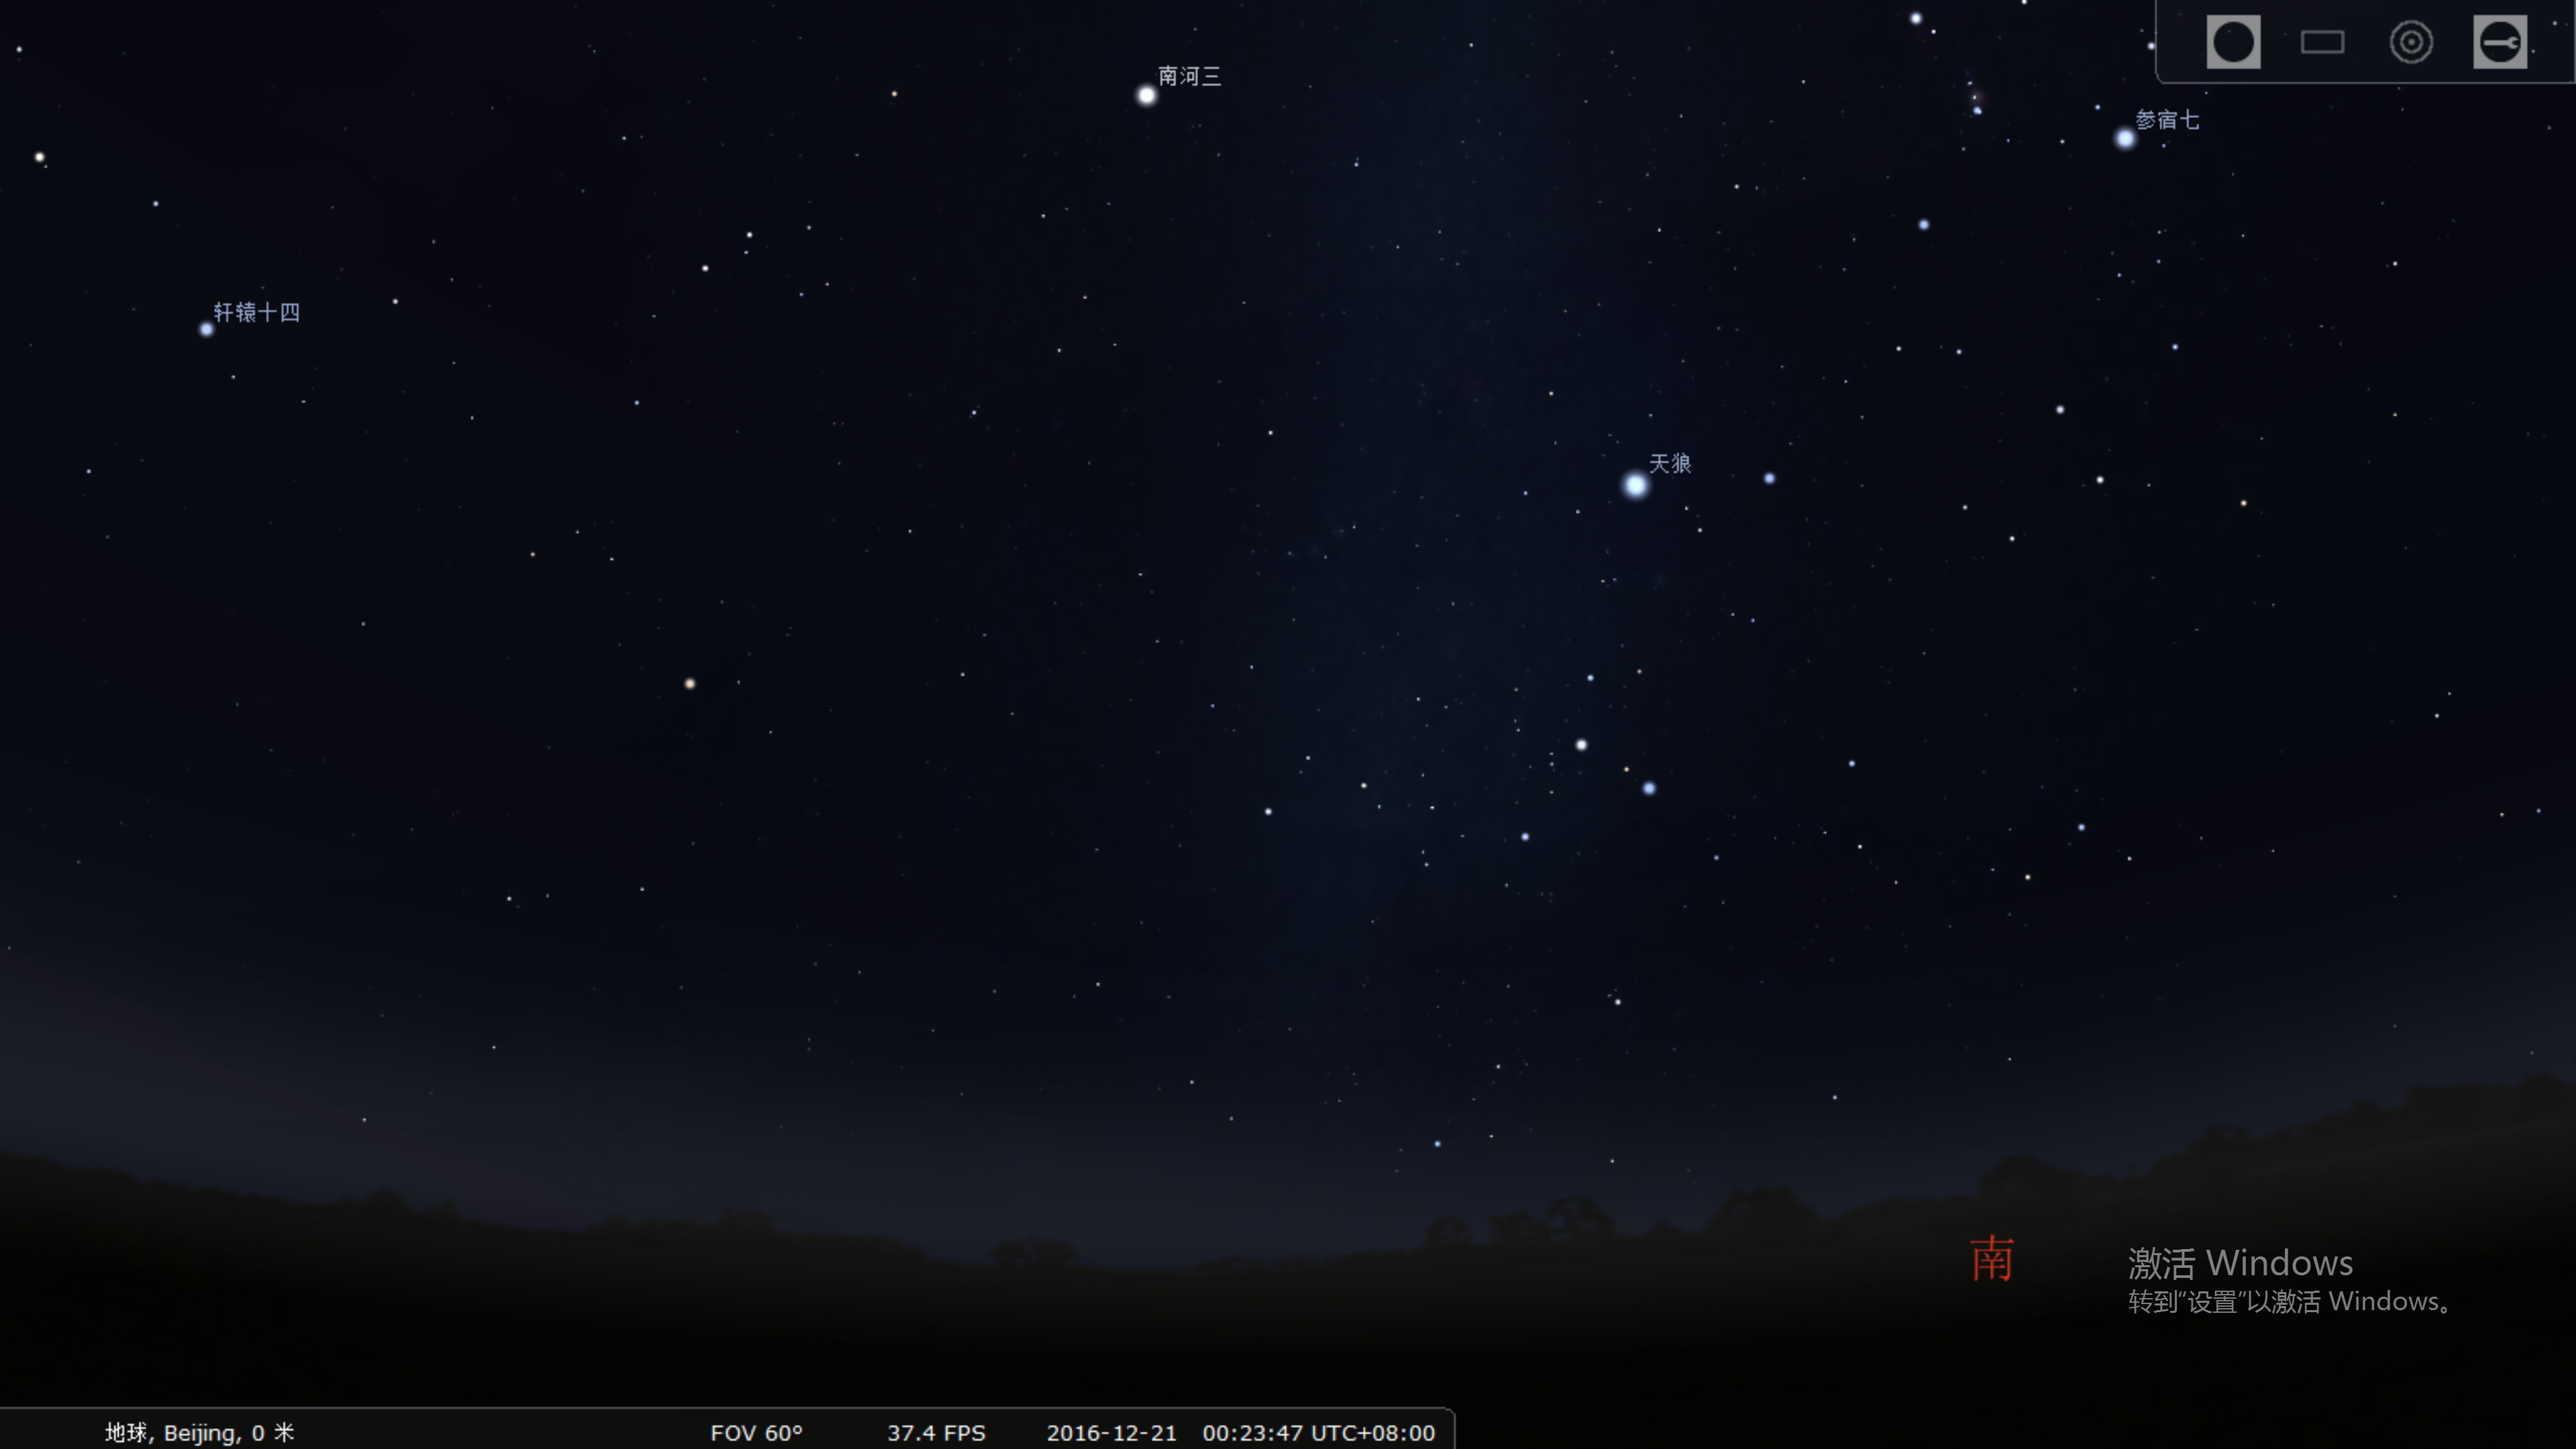 南河三
参宿七
轩辕十四
天狼
南
激活 Windows
转到“设置”以激活 Windows。
地球, Beijing, 0 米 FOV 60° 37.4 FPS 2016-12-21 00:23:47 UTC+08:00